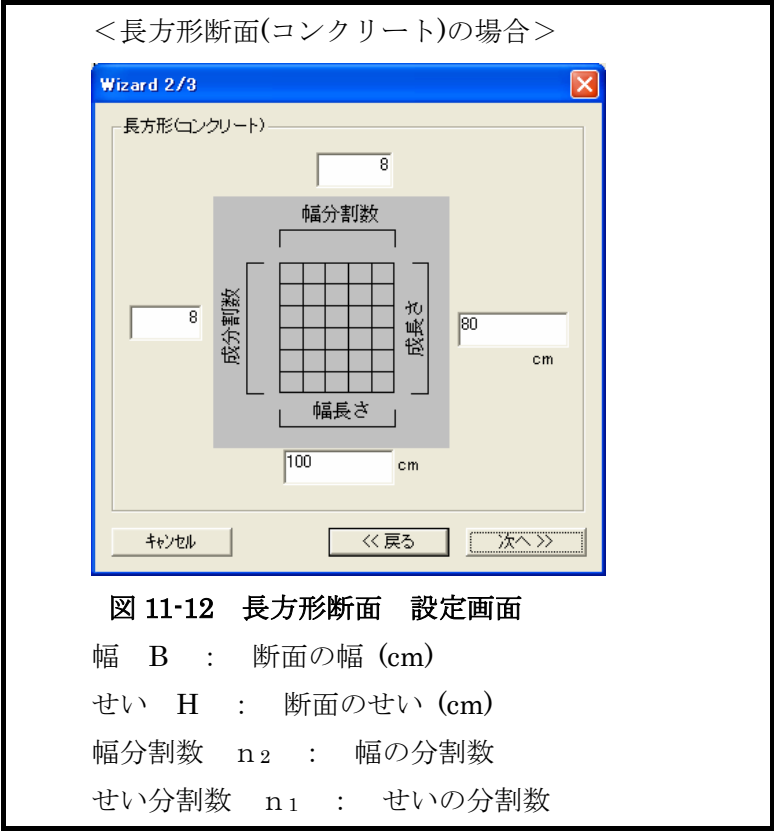 ＜長方形断面(コンクリート)の場合＞
Wizard 2/3
長方形(コンクリート)
8
幅分割数
8
成分割数
成長さ
80
cm
幅長さ
100
cm
キャンセル
<< 戻る
次へ >>
図 11-12　長方形断面　設定画面
幅　B　：　断面の幅 (cm)
せい　H　：　断面のせい (cm)
幅分割数　ｎ₂　：　幅の分割数
せい分割数　ｎ₁　：　せいの分割数